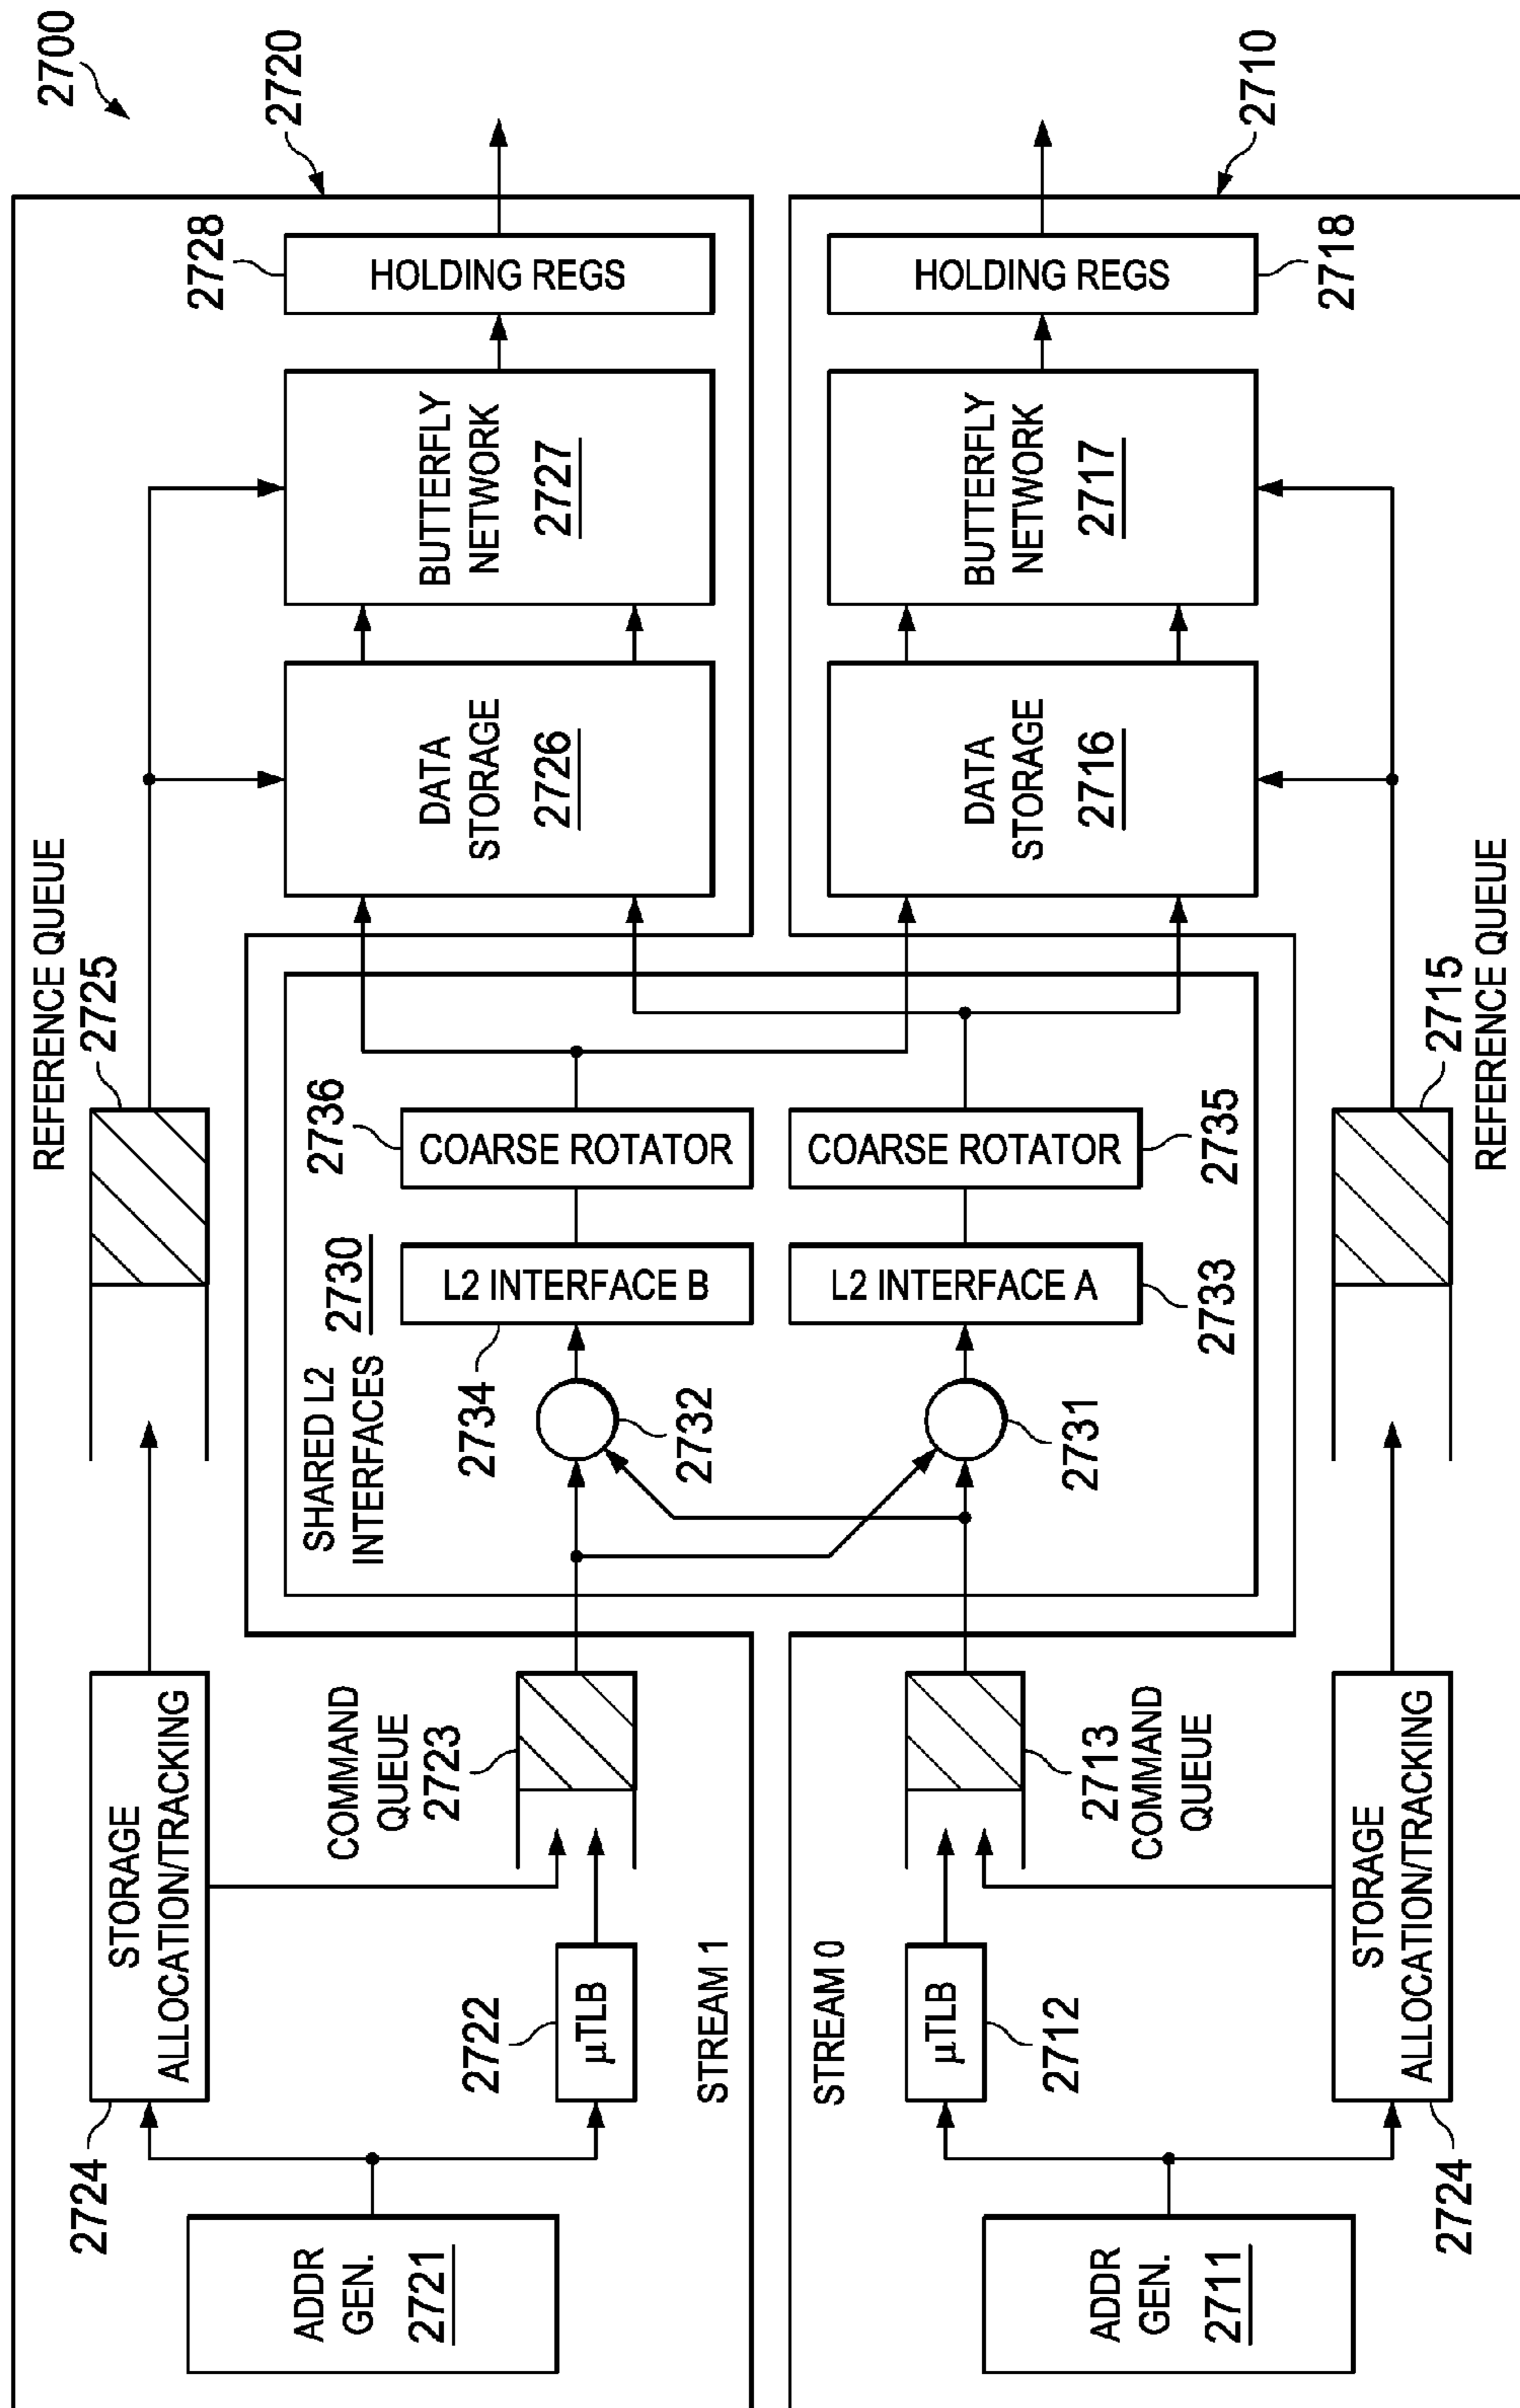 2700
2720
2710
REFERENCE QUEUE
2725
2724
STORAGE
ALLOCATION/TRACKING
ADDR
GEN.
2721
2722
µTLB
COMMAND
QUEUE
2723
STREAM 1
SHARED L2
INTERFACES
2730
2732
2734
L2 INTERFACE B
2736
COARSE ROTATOR
DATA
STORAGE
2726
BUTTERFLY
NETWORK
2727
2728
HOLDING REGS
STREAM 0
ADDR
GEN.
2711
µTLB
2712
2713
COMMAND
QUEUE
STORAGE
ALLOCATION/TRACKING
2724
2731
L2 INTERFACE A
2733
COARSE ROTATOR
2735
DATA
STORAGE
2716
BUTTERFLY
NETWORK
2717
HOLDING REGS
2718
2715
REFERENCE QUEUE